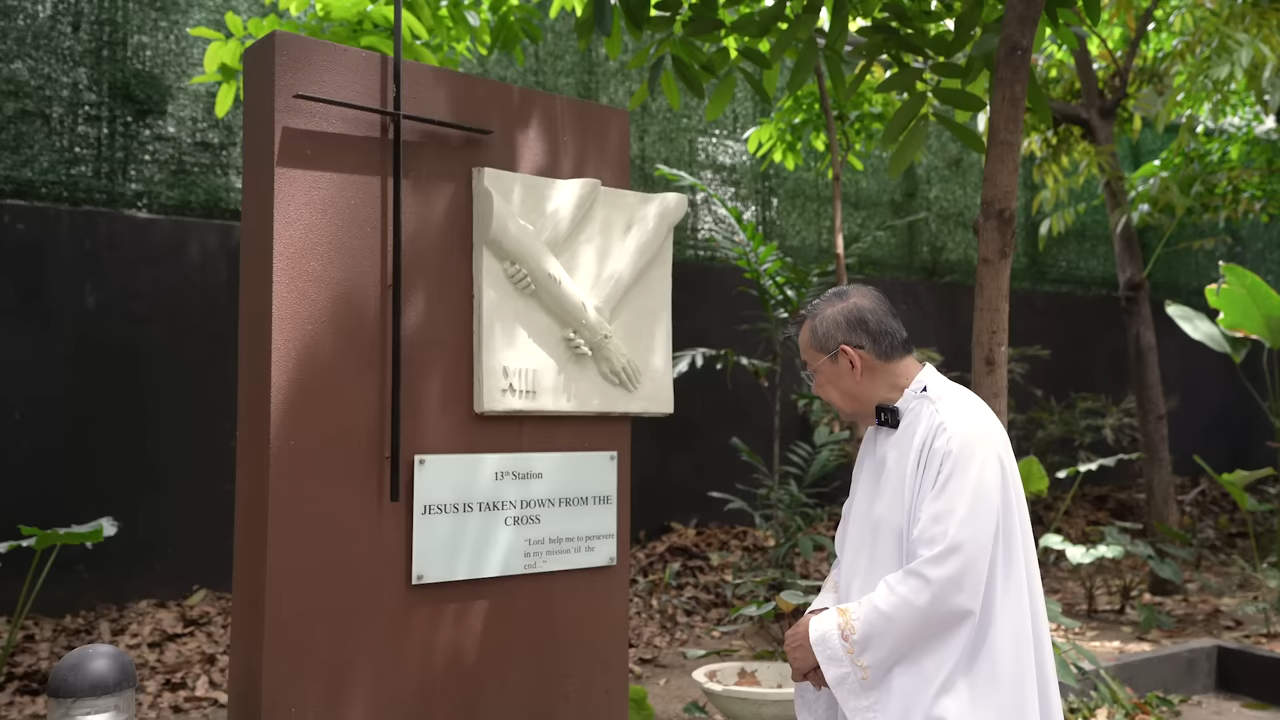 XIII
13th Station
JESUS IS TAKEN DOWN FROM THE
CROSS
"Lord help me to persevere
in my mission 'til the
end..."